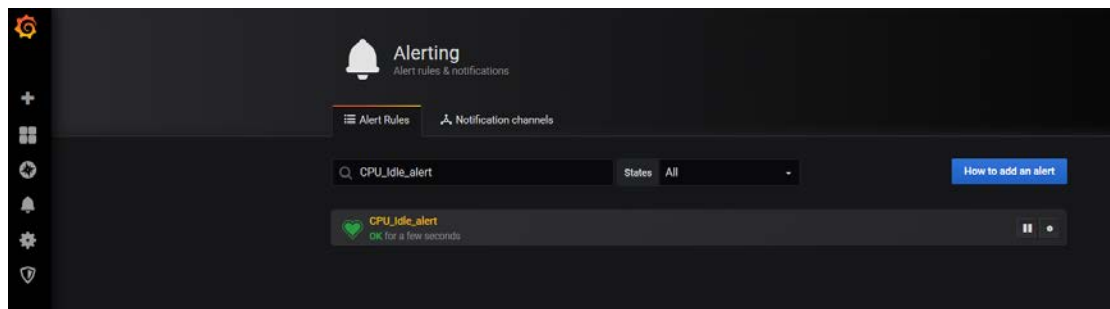 Alerting
Alert rules & notifications
Alert Rules Notification channels
CPU_Idle_alert States All How to add an alert
CPU_Idle_alert
OK for a few seconds